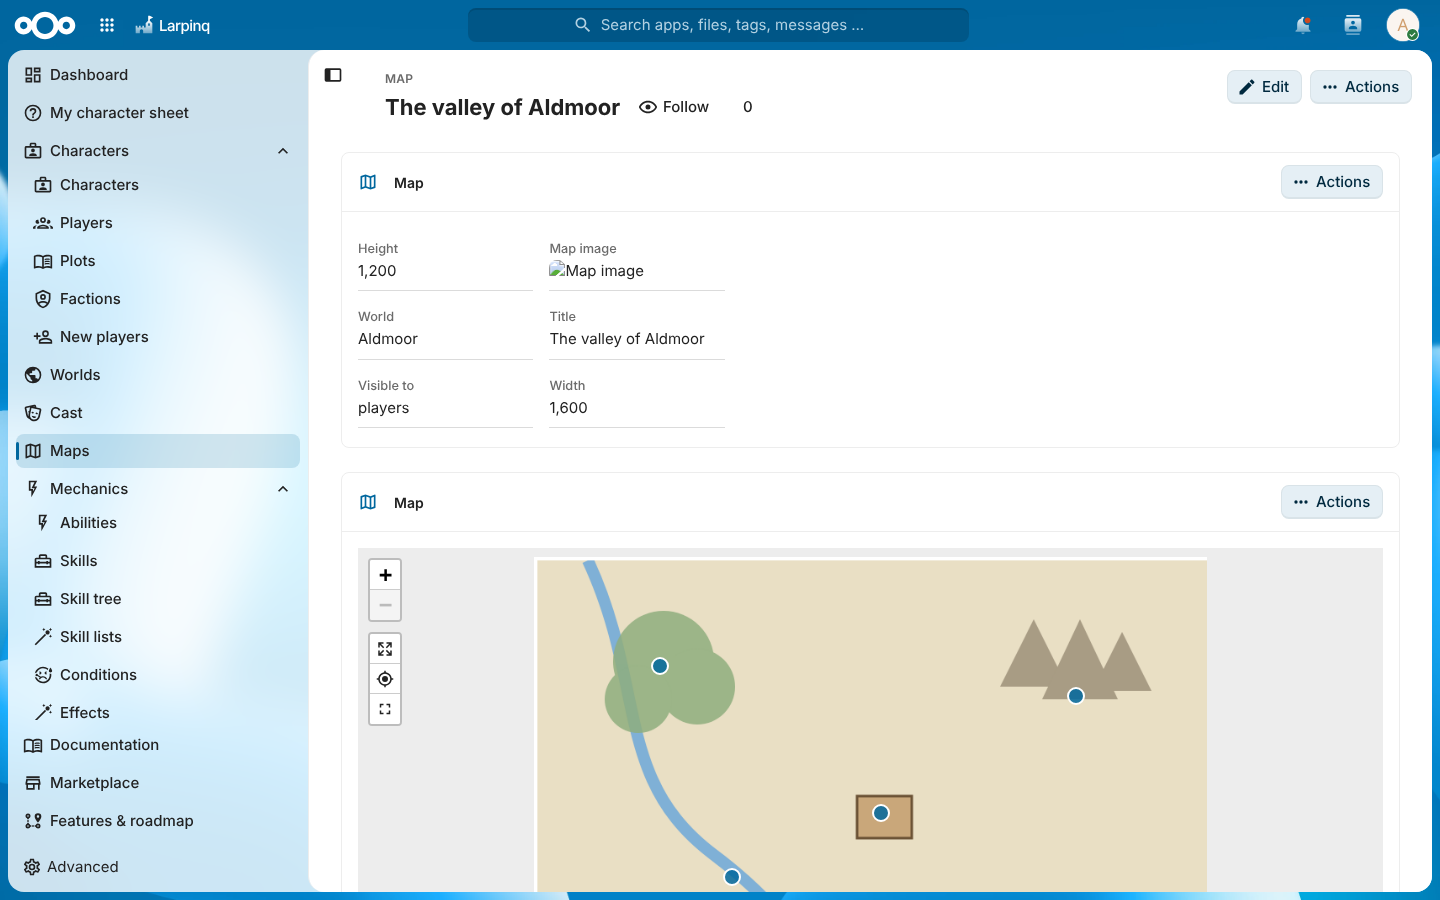 Larpinq
Search apps, files, tags, messages ...
A
Dashboard
My character sheet
Characters
Characters
Players
Plots
Factions
New players
Worlds
Cast
Maps
Mechanics
Abilities
Skills
Skill tree
Skill lists
Conditions
Effects
Documentation
Marketplace
Features & roadmap
Advanced
MAP
The valley of Aldmoor
Follow
0
Edit
Actions
Map
Actions
Height
1,200
Map image
Map image
World
Aldmoor
Title
The valley of Aldmoor
Visible to
players
Width
1,600
Map
Actions
+
−